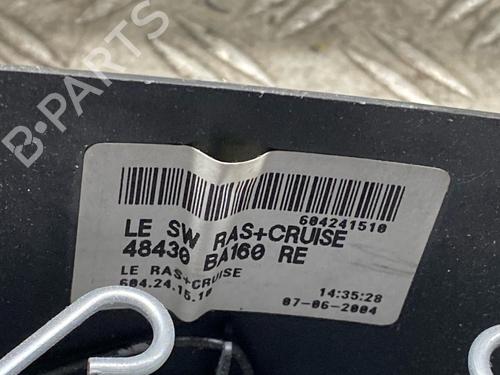 B-PARTS
604241510
LE SW RAS+CRUISE
48430 BA160 RE
LE RAS+CRUISE
604.24.15.10
14:35:28
07-06-2004